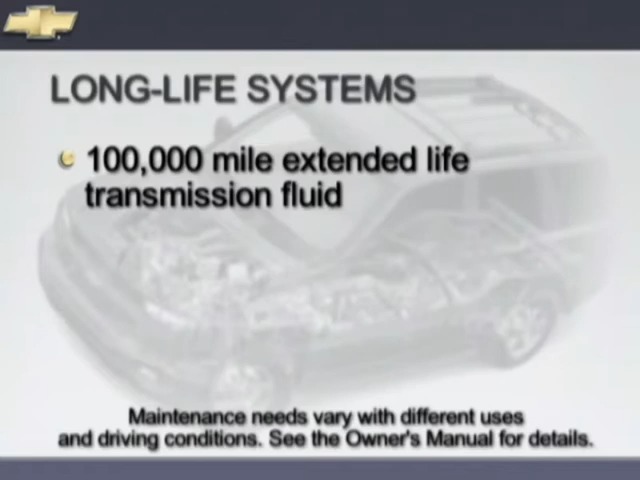 LONG-LIFE SYSTEMS
100,000 mile extended life
transmission fluid
Maintenance needs vary with different uses
and driving conditions. See the Owner's Manual for details.